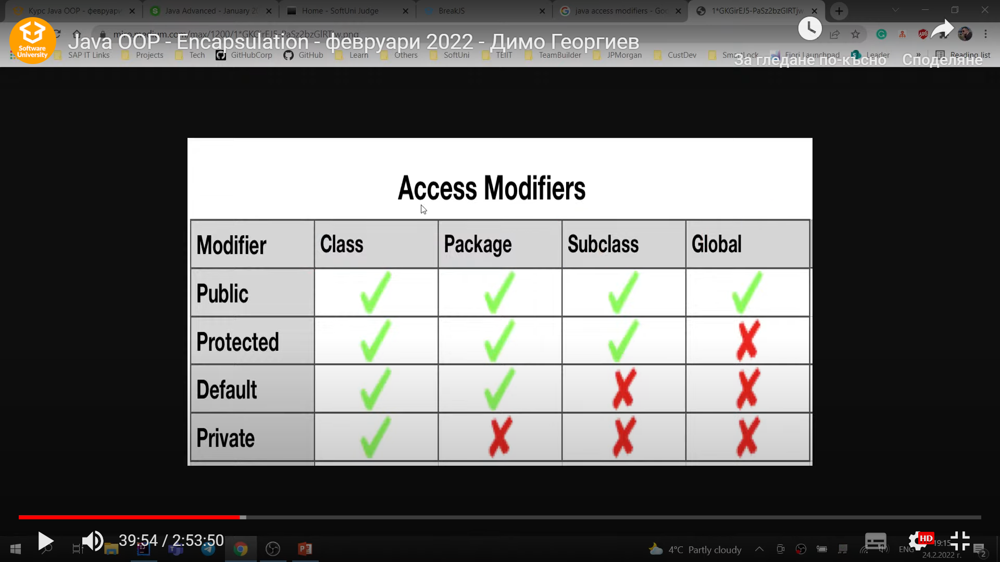 Курс Java OOP - февруари
Java Advanced - January 20
Home - SoftUni Judge
BreakJS
java access modifiers - Goo
1*GKGirEJ5-PaSz2bzGlRTjw
miro.medium.com/max/1200/1*GKGirEJ5-PaSz2bzGlRTjw.png
Java OOP - Encapsulation - февруари 2022 - Димо Георгиев
Software
University
SAP IT Links
Projects
Tech
GitHubCorp
GitHub
Learn
Others
SoftUni
TEIIT
TeamBuilder
JPMorgan
CustDev
SmartLock
Fiori Launchpad
Leader
»
Reading list
За гледане по-късно
Споделяне
Access Modifiers
Modifier Class Package Subclass Global
Public
Protected
Default
Private
39:54 / 2:53:50
HD
4°C Partly cloudy
ENG
19:15
24.2.2022 г.
2